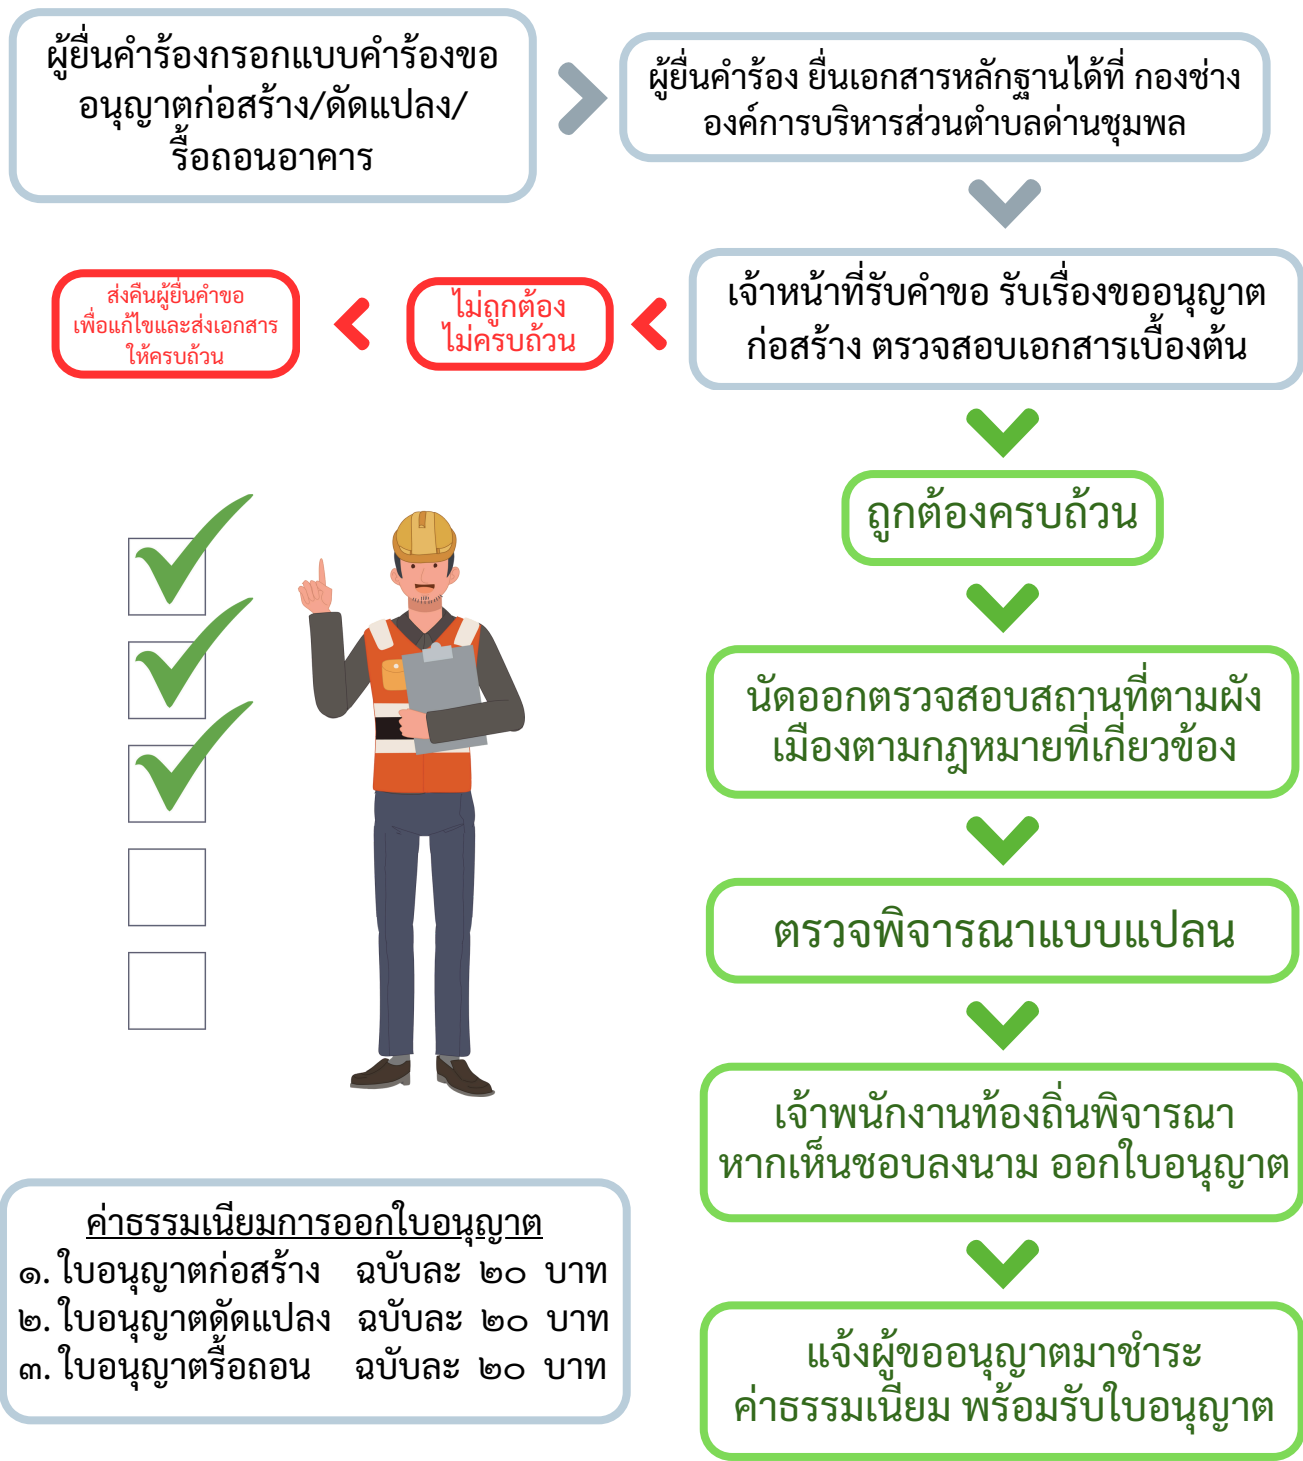 ผู้ยื่นคำร้องกรอกแบบคำร้องขอ
อนุญาตก่อสร้าง/ดัดแปลง/
รื้อถอนอาคาร
ผู้ยื่นคำร้อง ยื่นเอกสารหลักฐานได้ที่ กองช่าง
องค์การบริหารส่วนตำบลด่านชุมพล
เจ้าหน้าที่รับคำขอ รับเรื่องขออนุญาต
ก่อสร้าง ตรวจสอบเอกสารเบื้องต้น
ไม่ถูกต้อง
ไม่ครบถ้วน
ส่งคืนผู้ยื่นคำขอ
เพื่อแก้ไขและส่งเอกสาร
ให้ครบถ้วน
ถูกต้องครบถ้วน
นัดออกตรวจสอบสถานที่ตามผัง
เมืองตามกฎหมายที่เกี่ยวข้อง
ตรวจพิจารณาแบบแปลน
เจ้าพนักงานท้องถิ่นพิจารณา
หากเห็นชอบลงนาม ออกใบอนุญาต
แจ้งผู้ขออนุญาตมาชำระ
ค่าธรรมเนียม พร้อมรับใบอนุญาต
ค่าธรรมเนียมการออกใบอนุญาต
๑. ใบอนุญาตก่อสร้าง ฉบับละ ๒๐ บาท
๒. ใบอนุญาตดัดแปลง ฉบับละ ๒๐ บาท
๓. ใบอนุญาตรื้อถอน ฉบับละ ๒๐ บาท